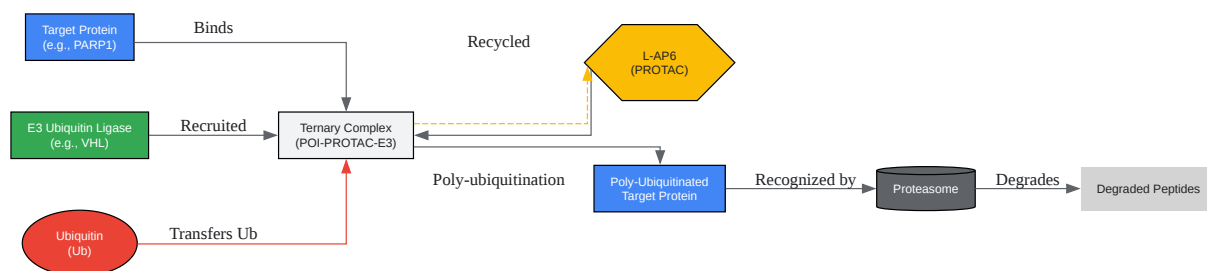 Target Protein
(e.g., PARP1)
Binds
Recycled
L-AP6
(PROTAC)
E3 Ubiquitin Ligase
(e.g., VHL)
Recruited
Ternary Complex
(POI-PROTAC-E3)
Poly-ubiquitination
Poly-Ubiquitinated
Target Protein
Recognized by
Proteasome
Degrades
Degraded Peptides
Ubiquitin
(Ub)
Transfers Ub